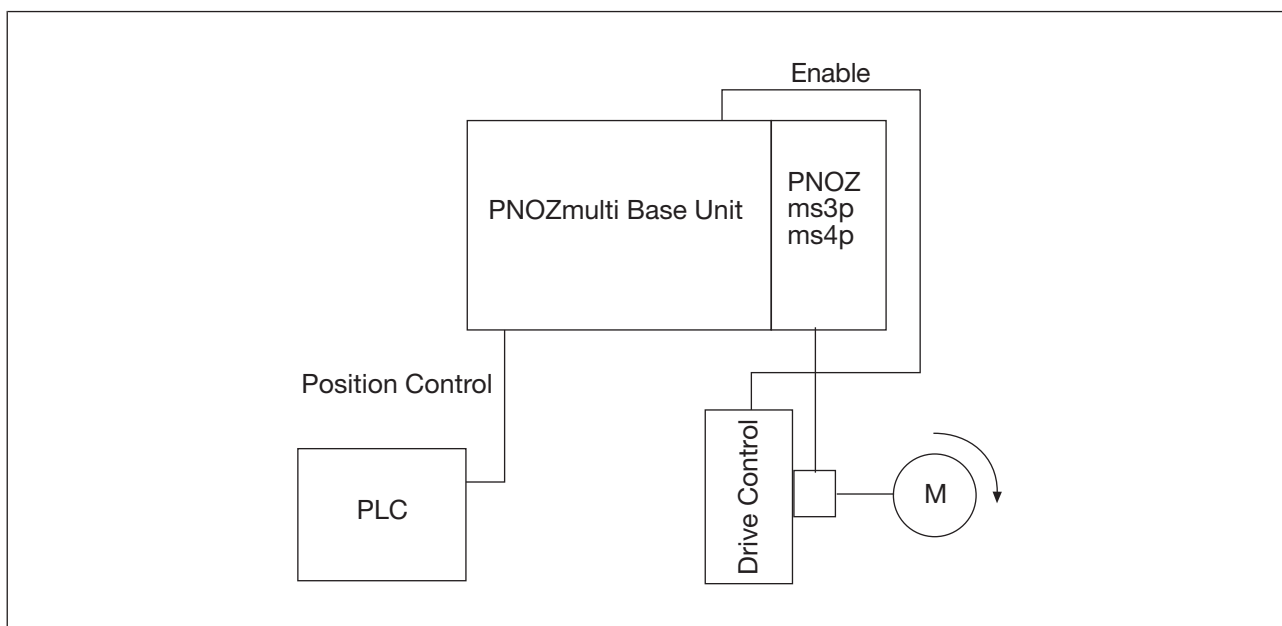 Enable
PNOZmulti Base Unit
PNOZ
ms3p
ms4p
Position Control
PLC
Drive Control
M